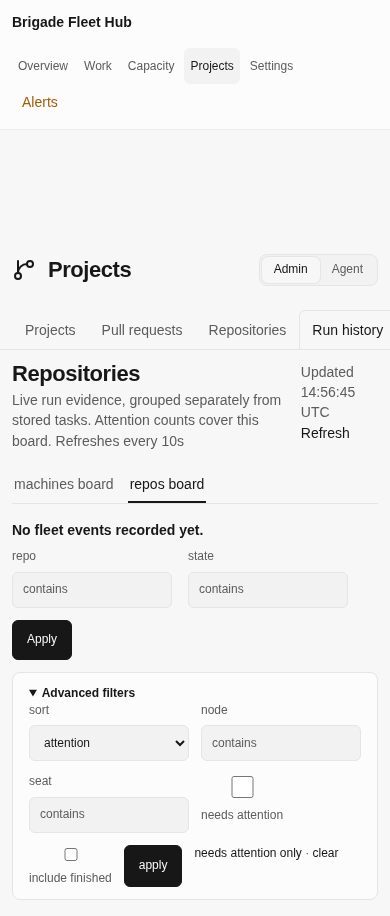 Brigade Fleet Hub
Overview Work Capacity Projects Settings
Alerts
Projects
Admin Agent
Projects Pull requests Repositories Run history
Repositories
Live run evidence, grouped separately from
stored tasks. Attention counts cover this
board. Refreshes every 10s
Updated
14:56:45
UTC
Refresh
machines board repos board
No fleet events recorded yet.
repo state
contains contains
Apply
▼ Advanced filters
sort node
attention contains
seat
contains
needs attention
include finished
apply
needs attention only · clear